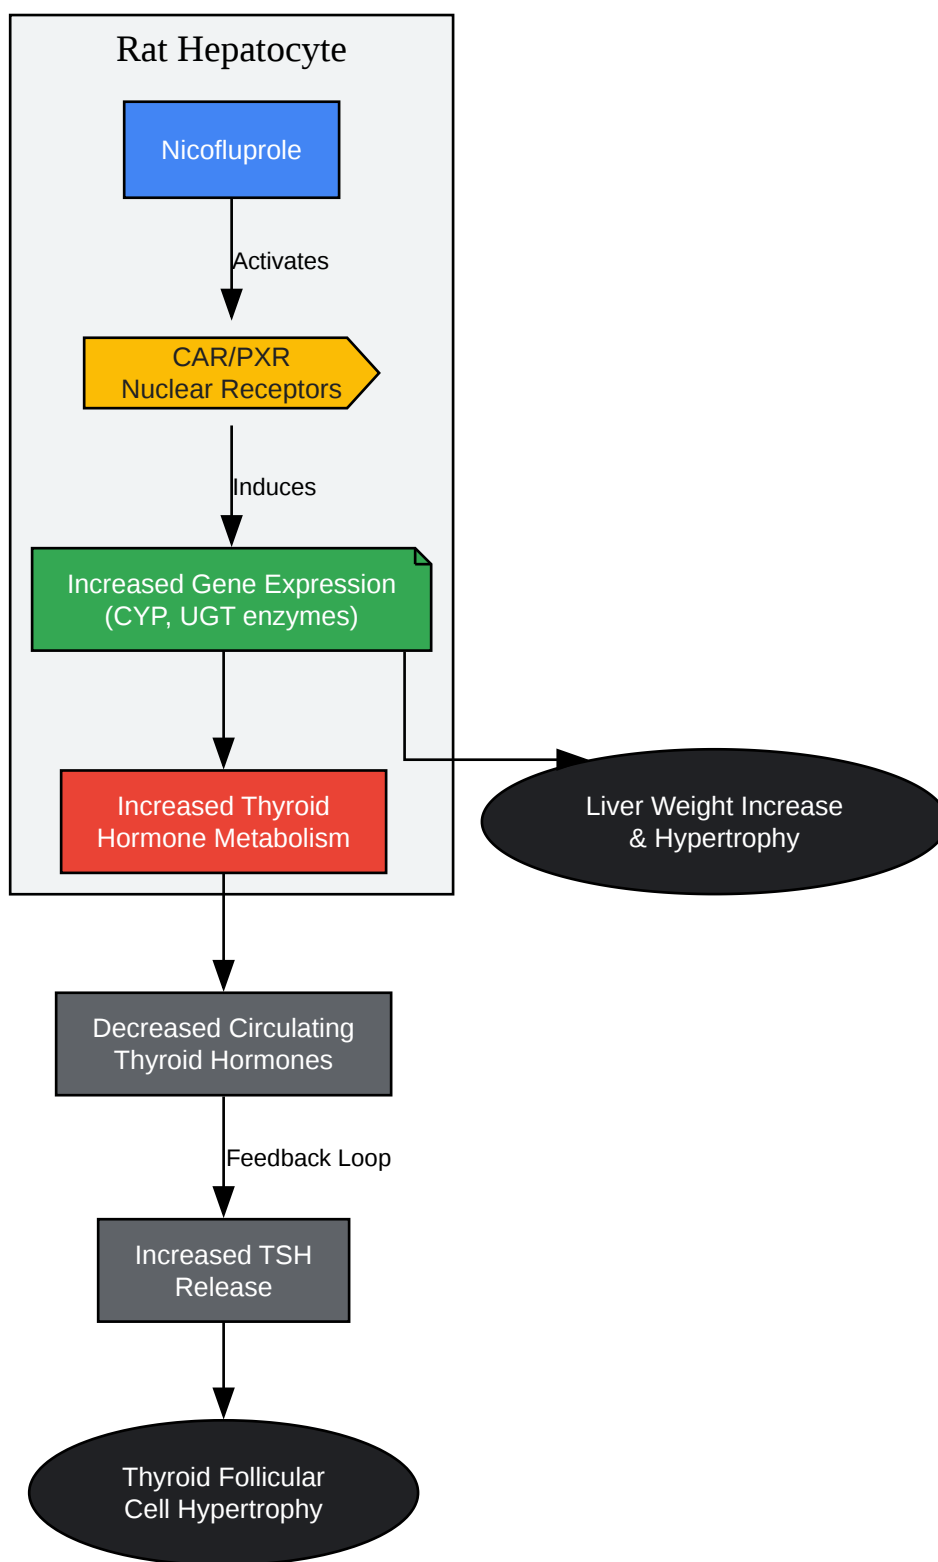 Rat Hepatocyte
Nicofluprole
Activates
CAR/PXR
Nuclear Receptors
Induces
Increased Gene Expression
(CYP, UGT enzymes)
Increased Thyroid
Hormone Metabolism
Liver Weight Increase
& Hypertrophy
Decreased Circulating
Thyroid Hormones
Feedback Loop
Increased TSH
Release
Thyroid Follicular
Cell Hypertrophy